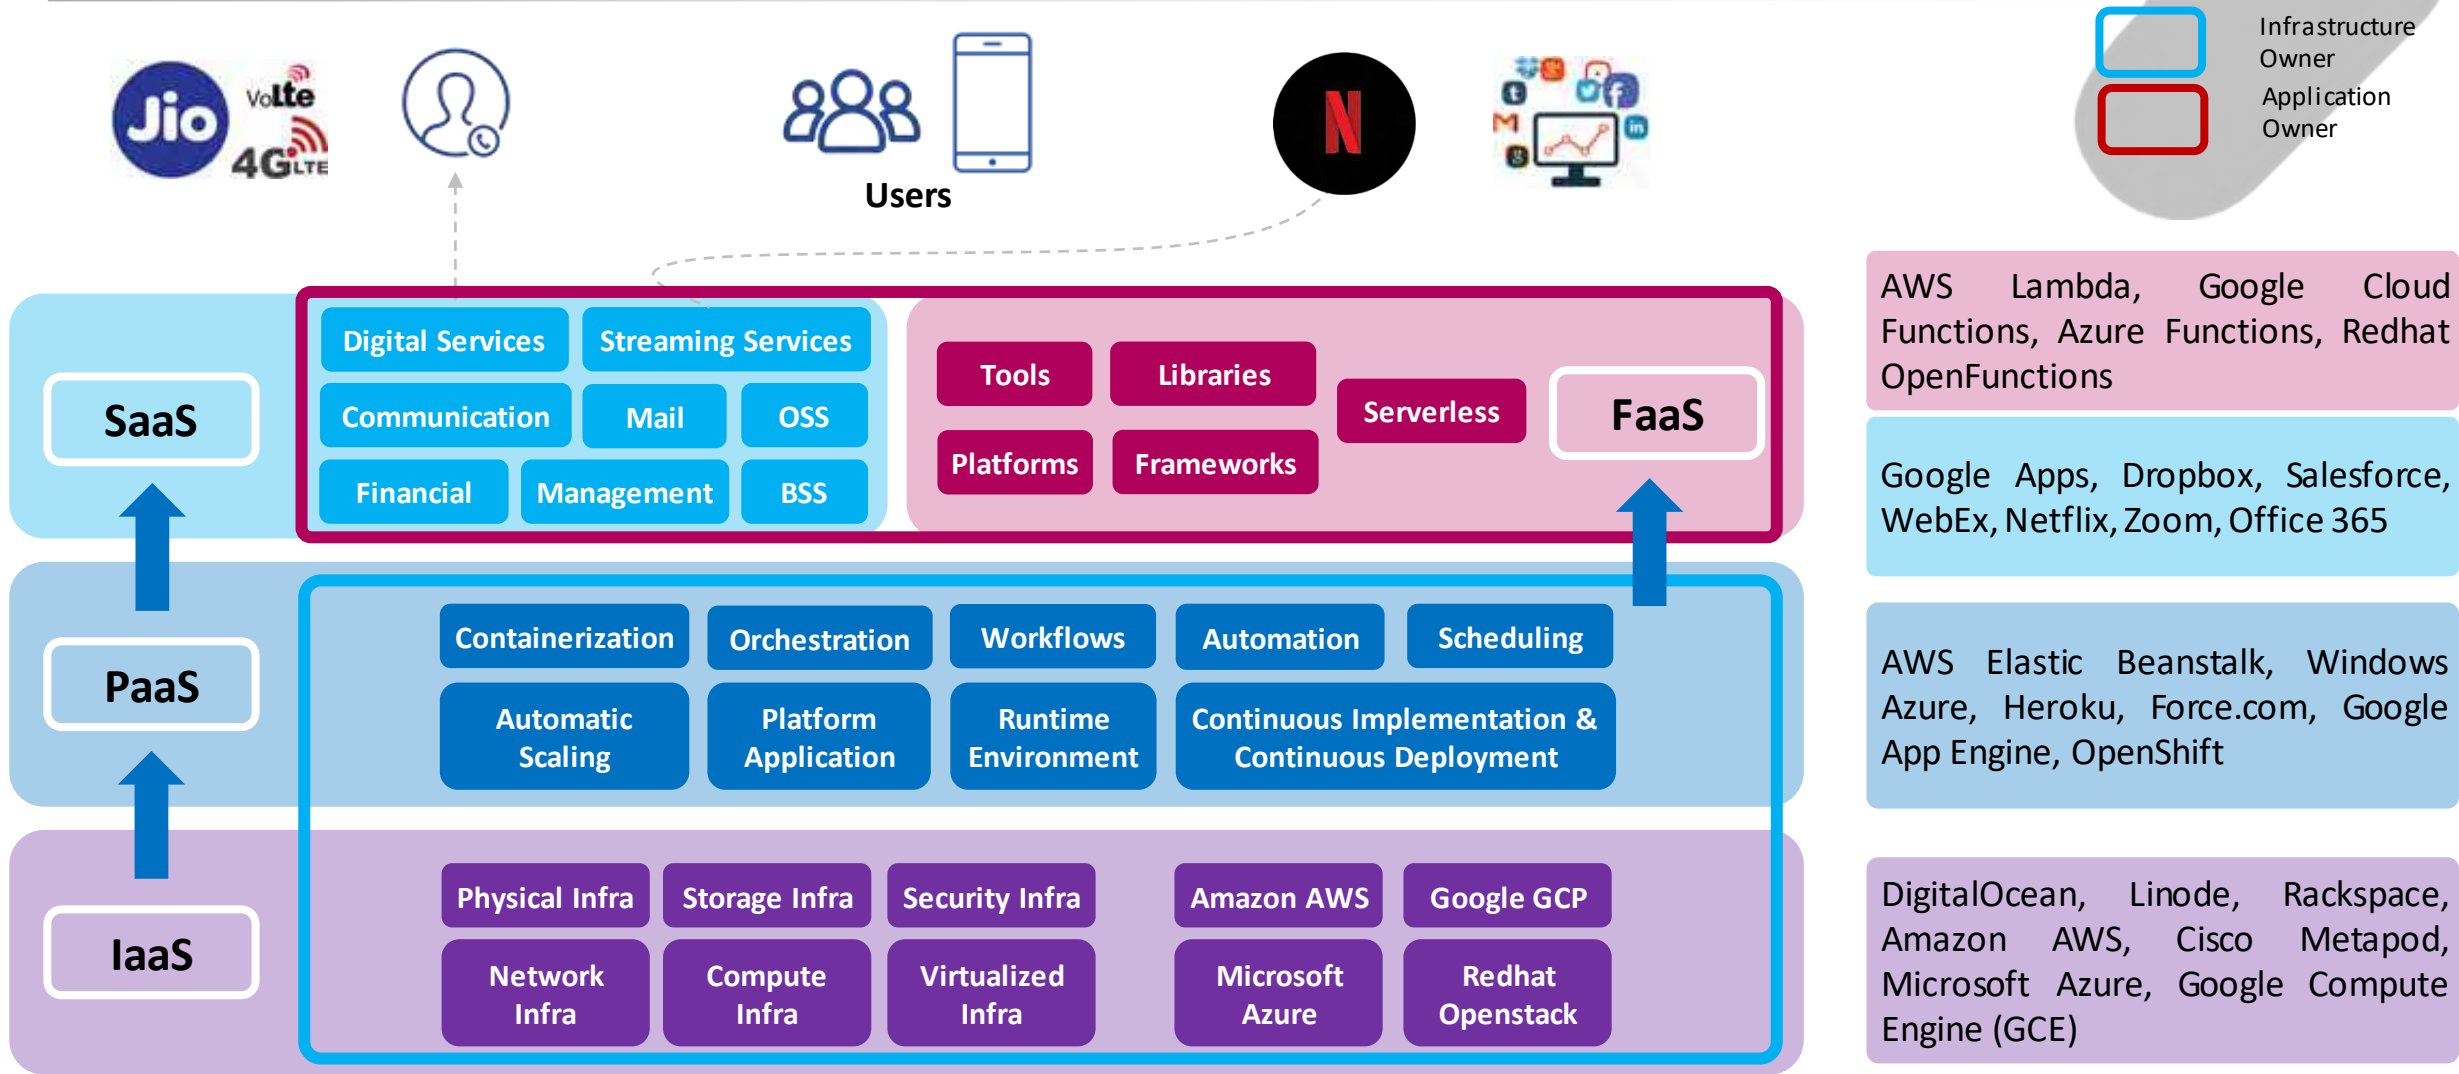 Infrastructure
Owner
Application
Owner
Jio
VoLte
4G LTE
Users
N
SaaS
Digital Services
Streaming Services
Communication
Mail
OSS
Financial
Management
BSS
Tools
Libraries
Serverless
Platforms
Frameworks
FaaS
AWS Lambda, Google Cloud
Functions, Azure Functions, Redhat
OpenFunctions
Google Apps, Dropbox, Salesforce,
WebEx, Netflix, Zoom, Office 365
PaaS
Containerization
Orchestration
Workflows
Automation
Scheduling
Automatic
Scaling
Platform
Application
Runtime
Environment
Continuous Implementation &
Continuous Deployment
AWS Elastic Beanstalk, Windows
Azure, Heroku, Force.com, Google
App Engine, OpenShift
IaaS
Physical Infra
Storage Infra
Security Infra
Amazon AWS
Google GCP
Network
Infra
Compute
Infra
Virtualized
Infra
Microsoft
Azure
Redhat
Openstack
DigitalOcean, Linode, Rackspace,
Amazon AWS, Cisco Metapod,
Microsoft Azure, Google Compute
Engine (GCE)